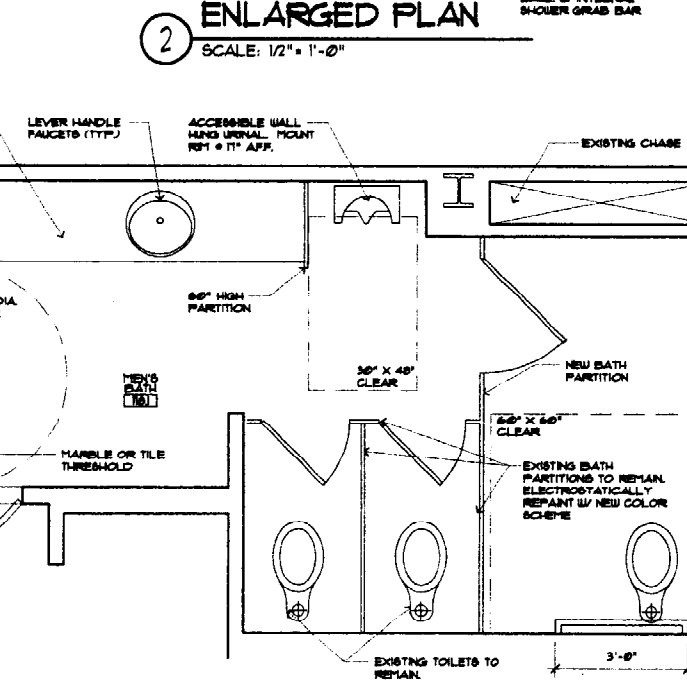 ENLARGED PLAN
2
SCALE: 1/2" = 1'-0"
SHOWER GRAB BAR
LEVER HANDLE
FAUCETS (TYP.)
ACCESSIBLE WALL
HUNG URINAL. MOUNT
RIM @ 17" AFF.
EXISTING CHASE
60" HIGH
PARTITION
DIA.
30" X 48"
CLEAR
NEW BATH
PARTITION
MEN'S
BATH
60" X 60"
CLEAR
MARBLE OR TILE
THRESHOLD
EXISTING BATH
PARTITIONS TO REMAIN.
ELECTROSTATICALLY
REPAINT W/ NEW COLOR
SCHEME
EXISTING TOILETS TO
REMAIN.
3'-0"